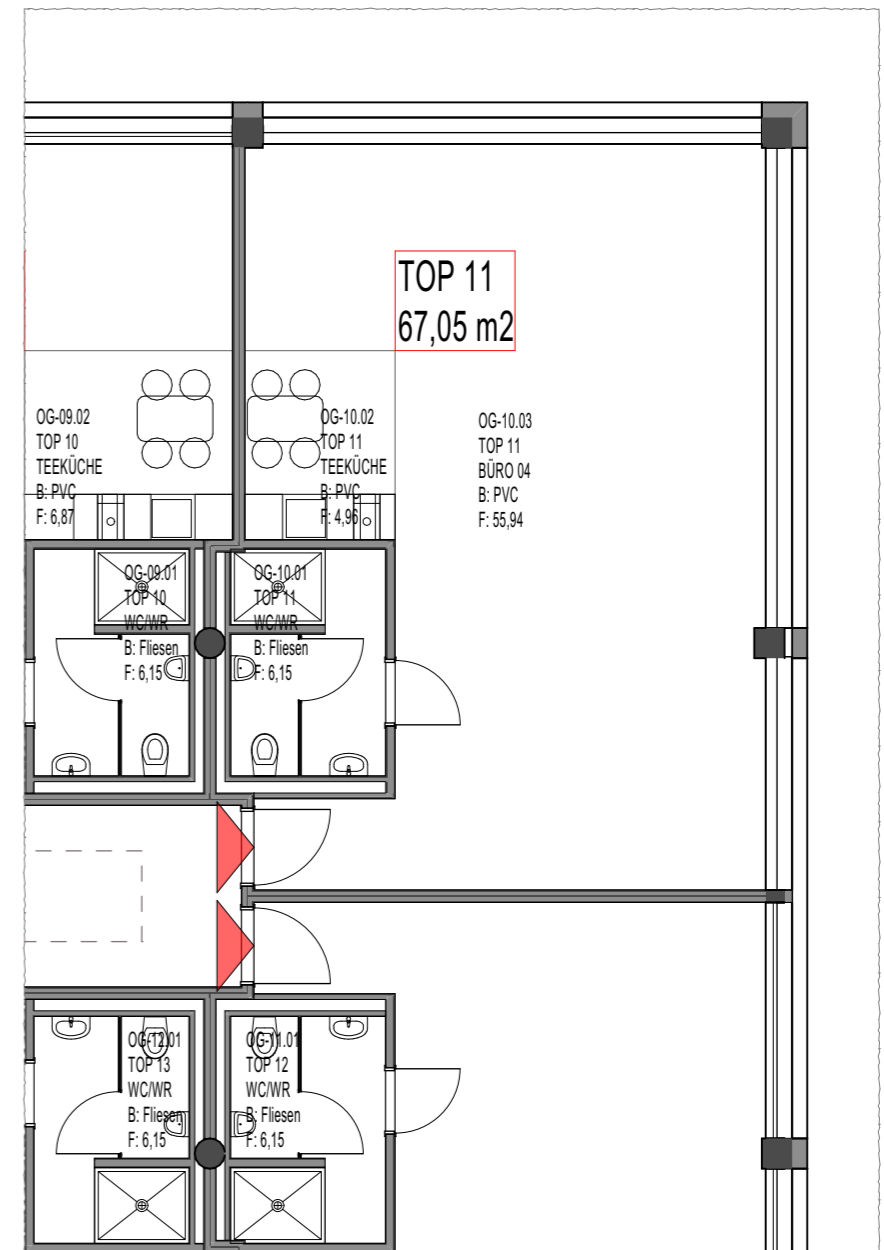 TOP 11
67,05 m2
OG-09.02
TOP 10
TEEKÜCHE
B: PVC
F: 6,87
OG-10.02
TOP 11
TEEKÜCHE
B: PVC
F: 4,96
OG-10.03
TOP 11
BÜRO 04
B: PVC
F: 55,94
OG-09.01
TOP 10
WC/WR
B: Fliesen
F: 6,15
OG-10.01
TOP 11
WC/WR
B: Fliesen
F: 6,15
OG-12.01
TOP 13
WC/WR
B: Fliesen
F: 6,15
OG-11.01
TOP 12
WC/WR
B: Fliesen
F: 6,15